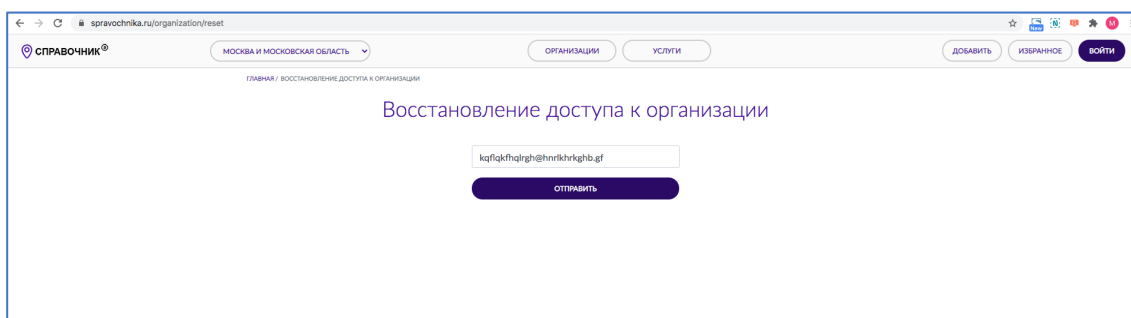 spravochnika.ru/organization/reset
New
M
СПРАВОЧНИК®
МОСКВА И МОСКОВСКАЯ ОБЛАСТЬ
ОРГАНИЗАЦИИ
УСЛУГИ
ДОБАВИТЬ
ИЗБРАННОЕ
ВОЙТИ
ГЛАВНАЯ / ВОССТАНОВЛЕНИЕ ДОСТУПА К ОРГАНИЗАЦИИ
Восстановление доступа к организации
kqflqkfhqlrgh@hnrlkhrkghb.gf
ОТПРАВИТЬ